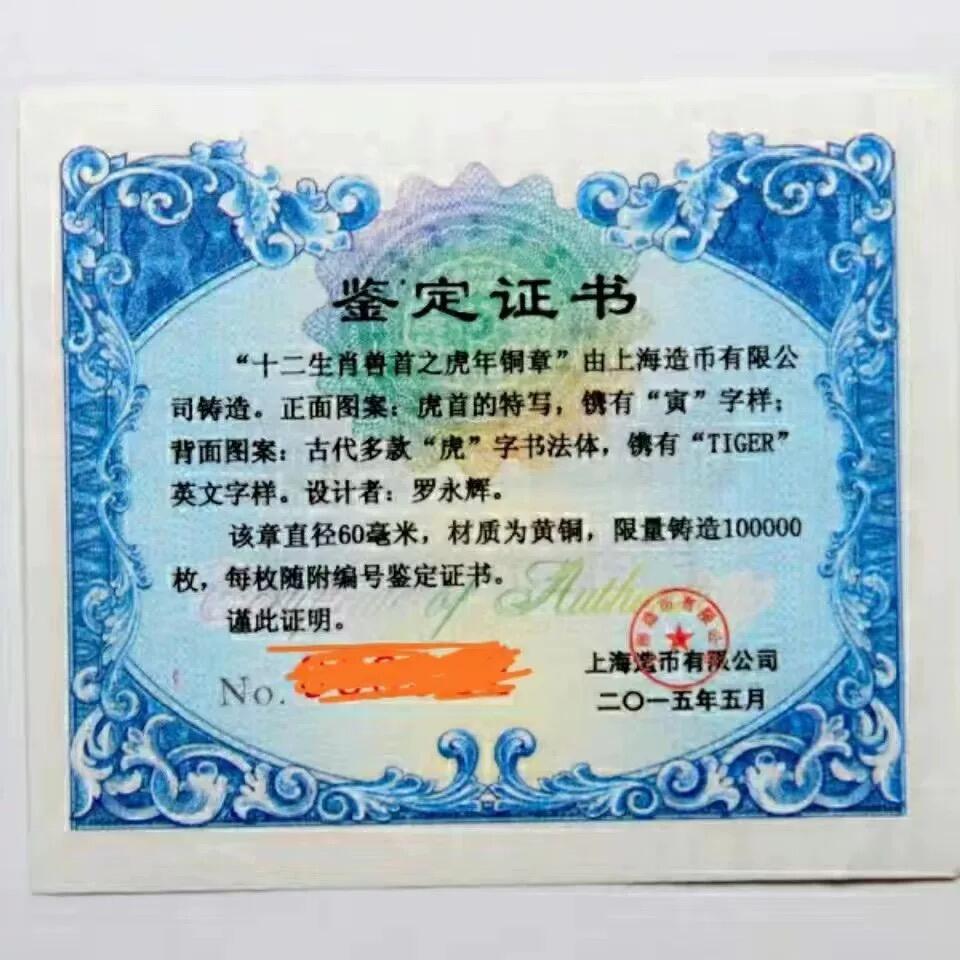 鉴定证书
“十二生肖兽首之虎年铜章”由上海造币有限公
司铸造。正面图案：虎首的特写，镌有“寅”字样；
背面图案：古代多款“虎”字书法体，镌有“TIGER”
英文字样。设计者：罗永辉。
该章直径60毫米，材质为黄铜，限量铸造100000
枚，每枚随附编号鉴定证书。
of Auth
谨此证明。
上海造币有限公司
No.
二〇一五年五月